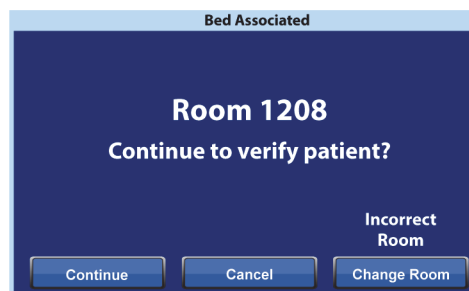 Bed Associated
Room 1208
Continue to verify patient?
Incorrect
Room
Continue
Cancel
Change Room